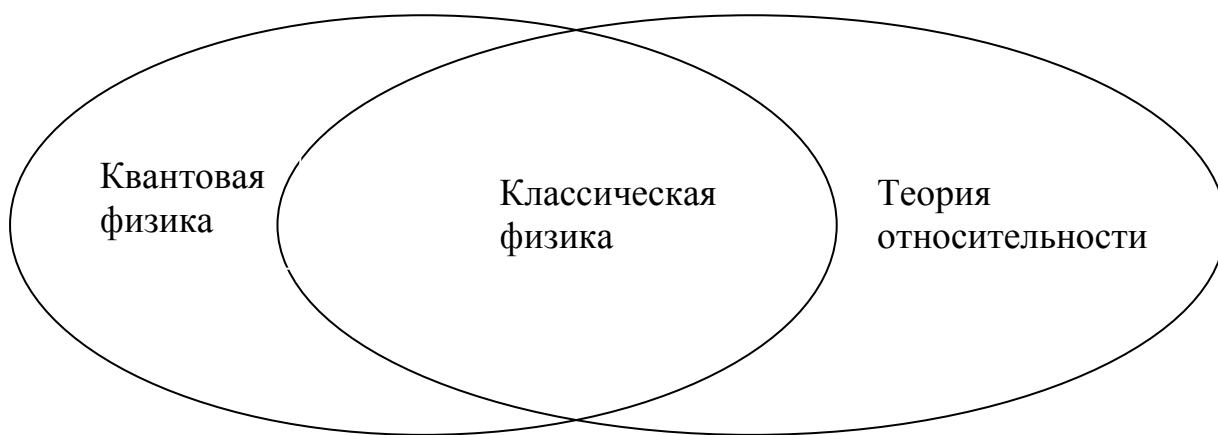 Квантовая
физика
Классическая
физика
Теория
относительности